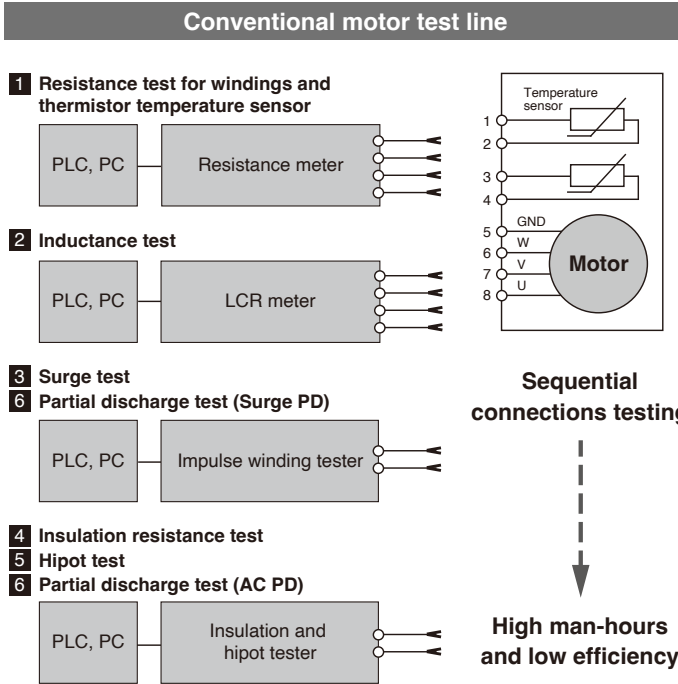 Conventional motor test line
1 Resistance test for windings and
thermistor temperature sensor
PLC, PC
Resistance meter
2 Inductance test
PLC, PC
LCR meter
3 Surge test
6 Partial discharge test (Surge PD)
PLC, PC
Impulse winding tester
4 Insulation resistance test
5 Hipot test
6 Partial discharge test (AC PD)
PLC, PC
Insulation and
hipot tester
Temperature
sensor
1
2
3
4
5 GND
6 W
7 V
8 U
Motor
Sequential
connections testing
High man-hours
and low efficiency